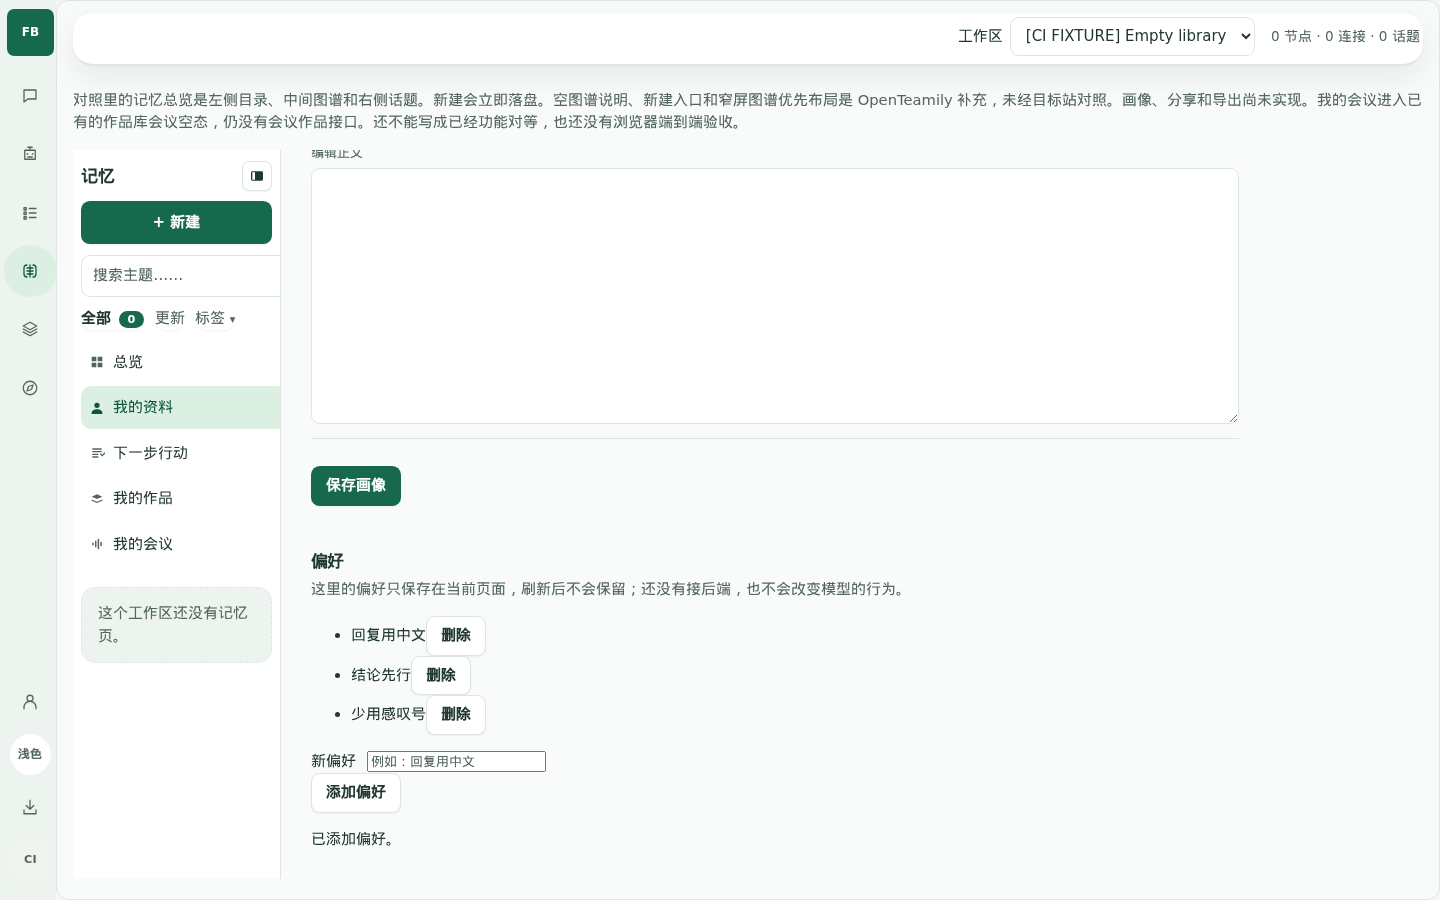 FB
工作区
[CI FIXTURE] Empty library
0 节点 · 0 连接 · 0 话题
对照里的记忆总览是左侧目录、中间图谱和右侧话题。新建会立即落盘。空图谱说明、新建入口和窄屏图谱优先布局是 OpenTeamily 补充，未经目标站对照。画像、分享和导出尚未实现。我的会议进入已
有的作品库会议空态，仍没有会议作品接口。还不能写成已经功能对等，也还没有浏览器端到端验收。
记忆
+ 新建
搜索主题……
全部 0 更新 标签 ▾
总览
我的资料
下一步行动
我的作品
我的会议
这个工作区还没有记忆
页。
浅色
CI
编辑正文
保存画像
偏好
这里的偏好只保存在当前页面，刷新后不会保留；还没有接后端，也不会改变模型的行为。
• 回复用中文 删除
• 结论先行 删除
• 少用感叹号 删除
新偏好 例如：回复用中文
添加偏好
已添加偏好。